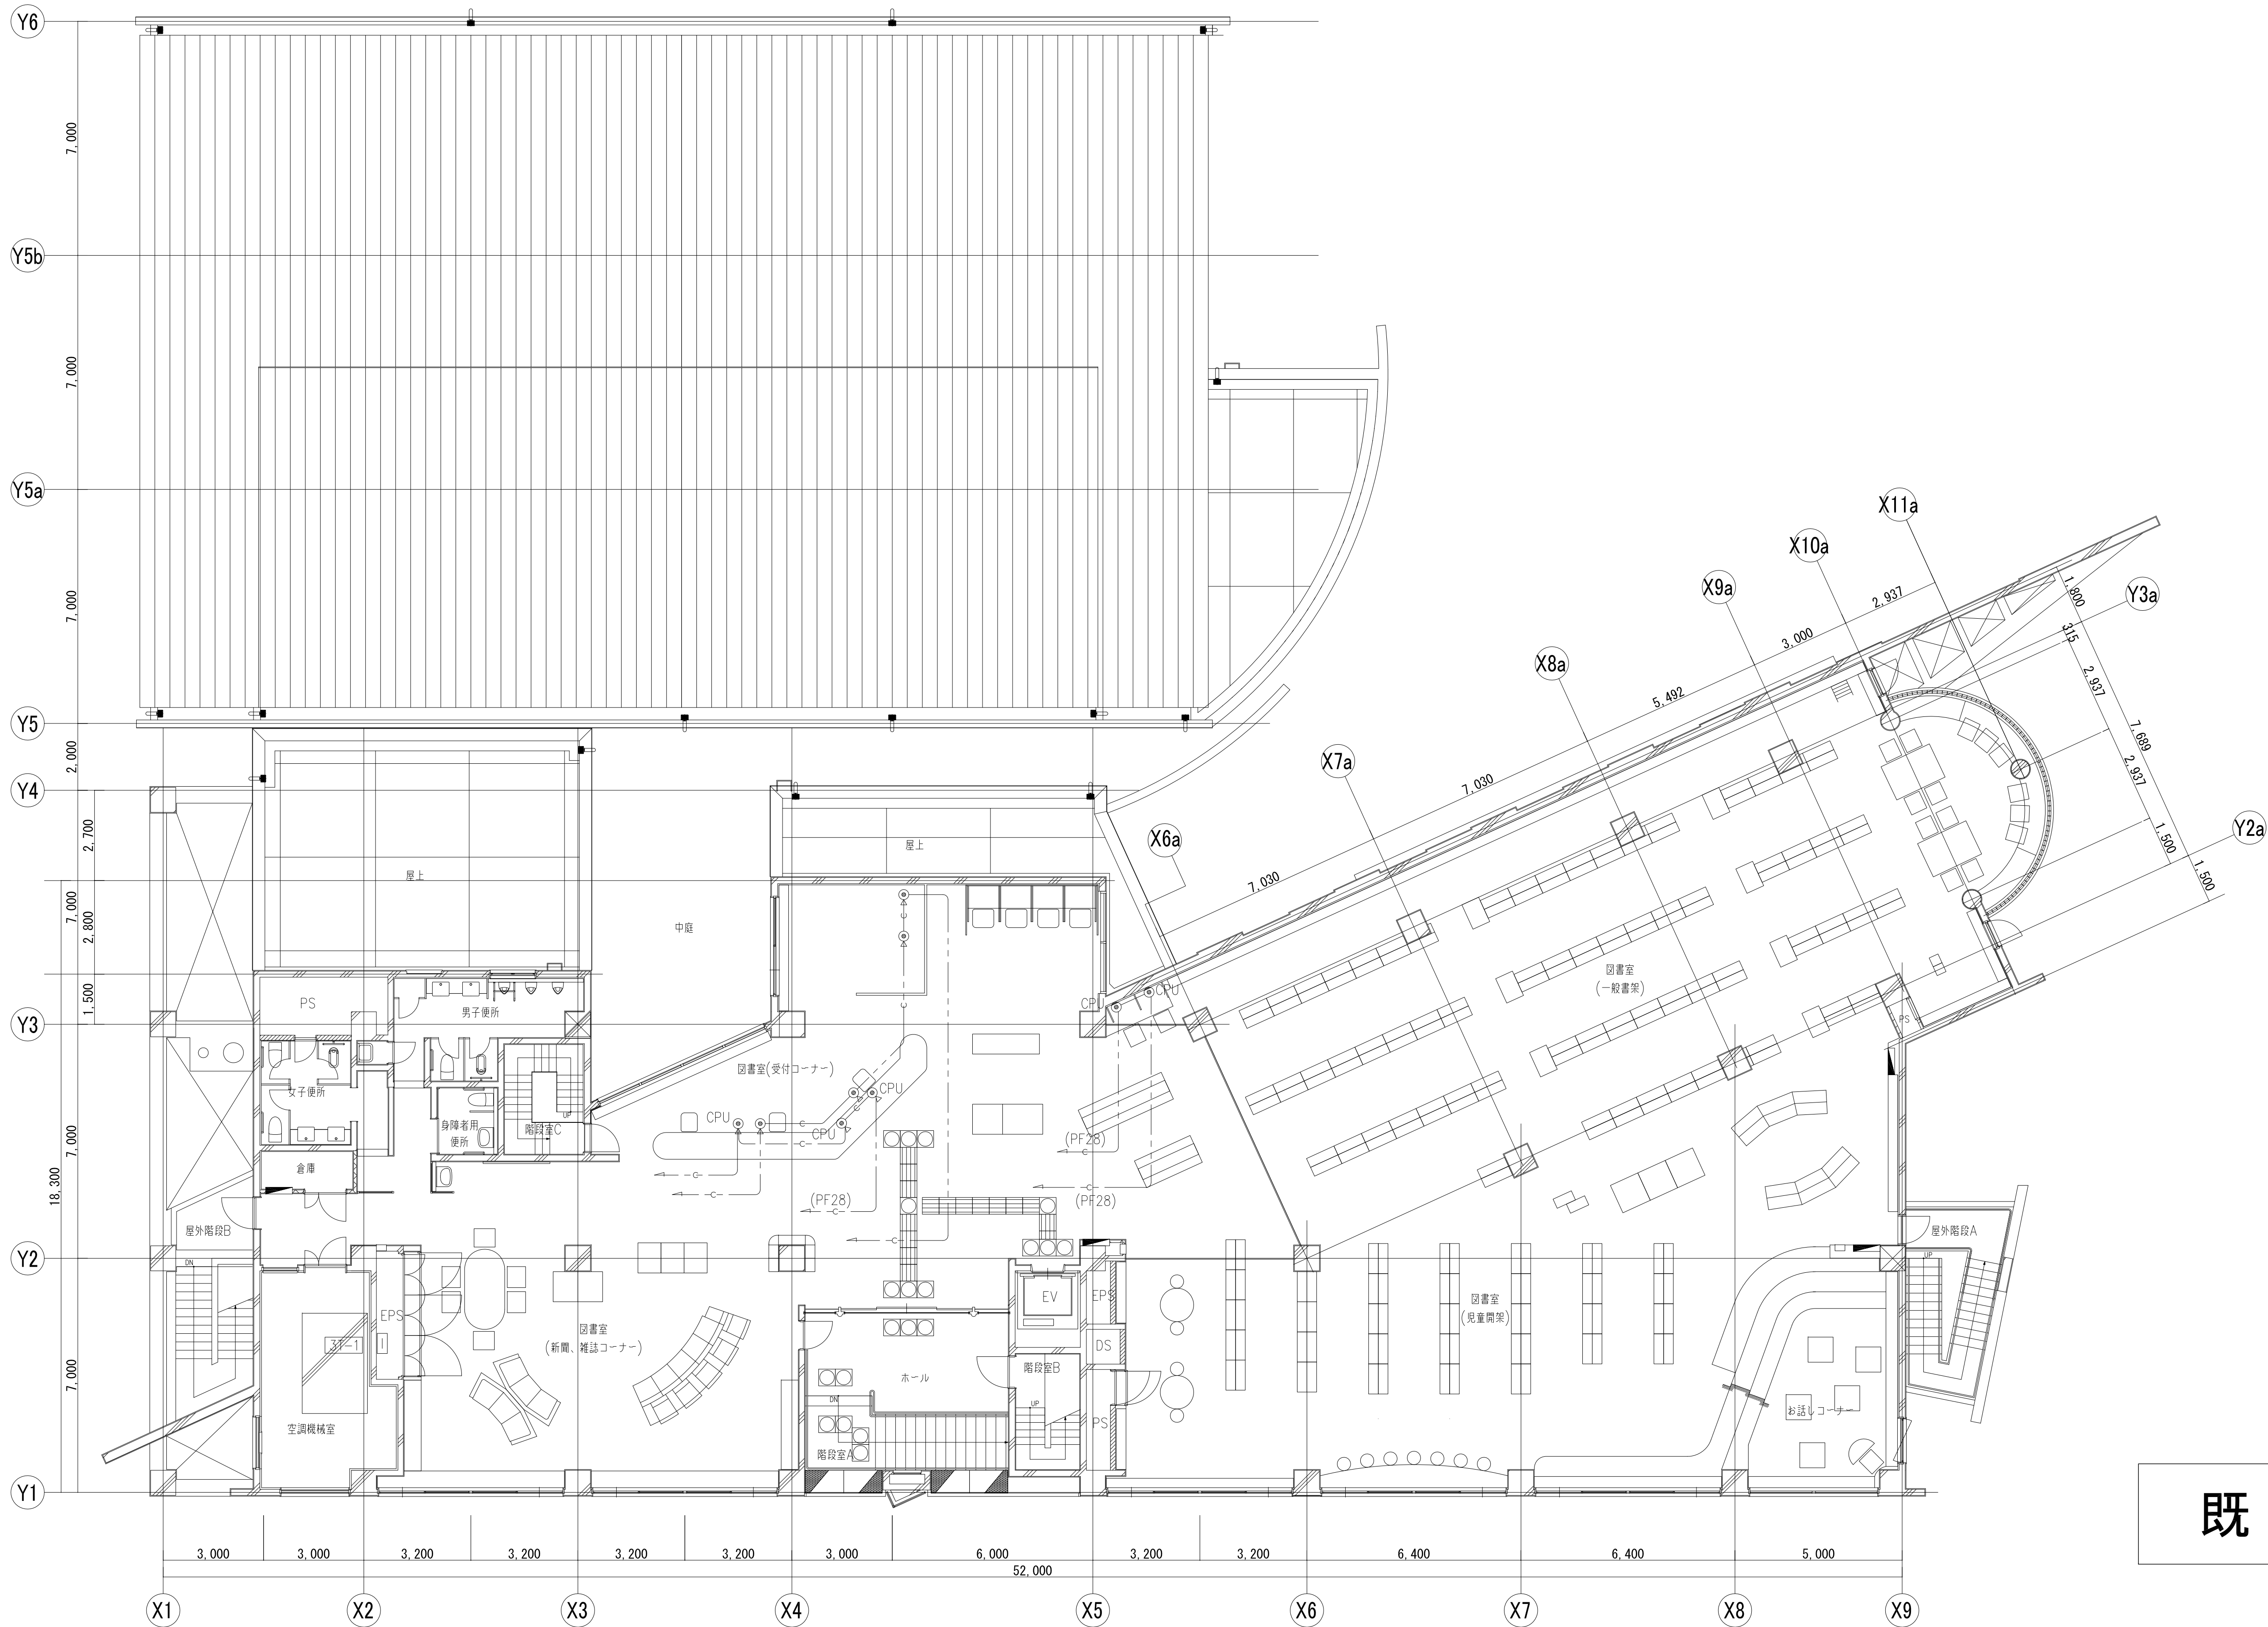 Y6
7,000
Y5b
7,000
Y5a
7,000
Y5
2,000
Y4
2,700
7,000
2,800
1,500
Y3
7,000
18,300
Y2
7,000
Y1
X11a
X10a
X9a
X8a
X7a
X6a
Y3a
Y2a
2,937
3,000
5,492
7,030
7,030
1,800
315
2,937
7,689
2,937
1,500
1,500
屋上
屋上
中庭
PS
男子便所
女子便所
身障者用
便所
階段室C
UP
倉庫
屋外階段B
DN
EPS
3T-1
空調機械室
図書室
(新聞、雑誌コーナー)
図書室(受付コーナー)
CPU
CPU
CPU
CPU
CPU
C
C
C
C
C
C
C
C
C
C
C
(PF28)
(PF28)
(PF28)
図書室
(一般書架)
PS
屋外階段A
UP
EV
EPS
DS
PS
階段室B
UP
ホール
DN
階段室A
図書室
(児童開架)
お話しコーナー
既
3,000
3,000
3,200
3,200
3,200
3,200
3,000
6,000
3,200
3,200
6,400
6,400
5,000
52,000
X1
X2
X3
X4
X5
X6
X7
X8
X9